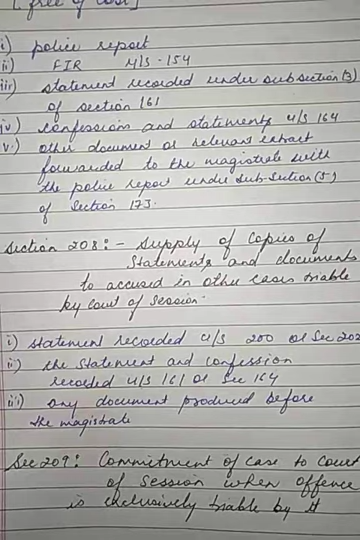 [free of cost]
i) police report
ii) FIR u/s - 154
iii) statement recorded under subsection (3)
of section 161
iv) confessions and statements u/s 164
v) other document or relevant extract
forwarded to the magistrate with
the police report under sub-section (5)
of section 173.
Section 208:- Supply of Copies of
Statements and documents
to accused in other cases triable
by court of session.
i) statement recorded u/s 200 or Sec 202
ii) the statement and confession
recorded u/s 161 or Sec 164
iii) any document produced before
the magistrate
Sec 209: Commitment of case to Court
of Session when offence
is exclusively triable by it